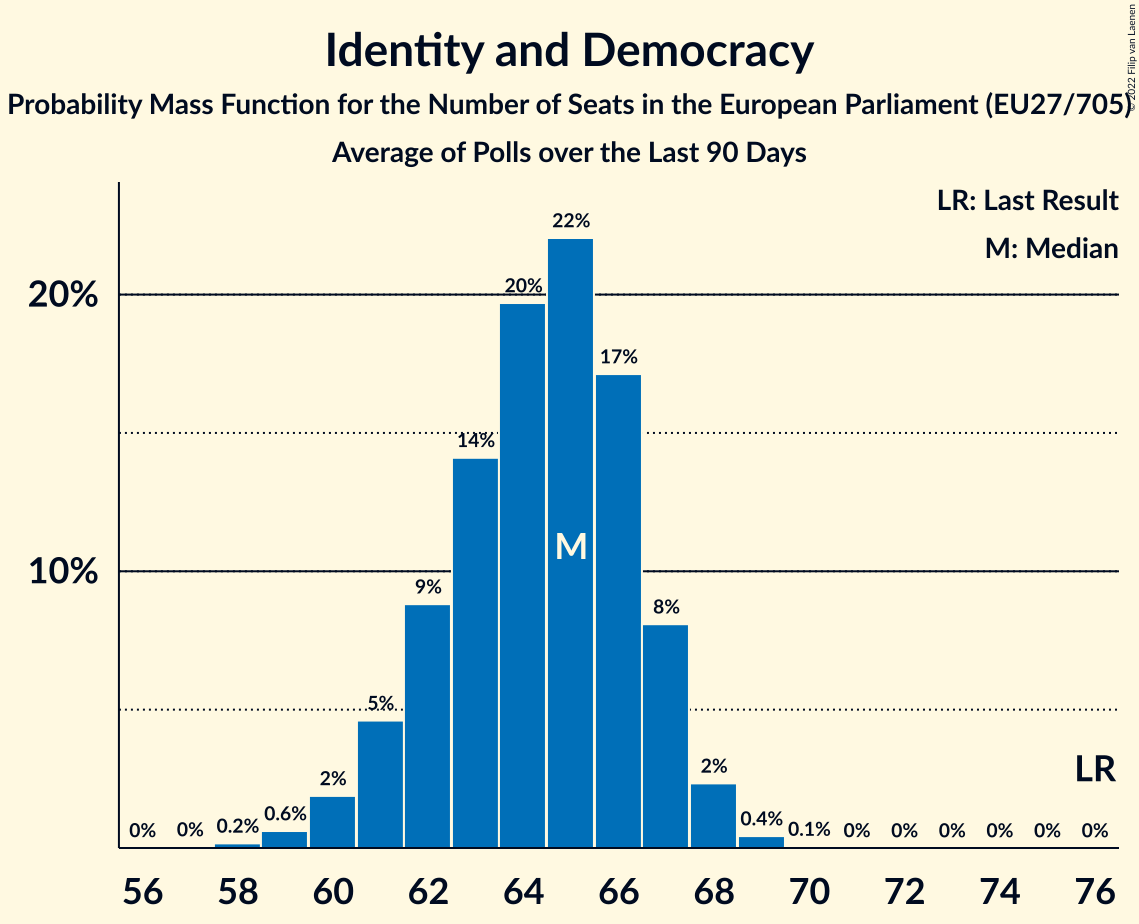 Identity and Democracy
Probability Mass Function for the Number of Seats in the European Parliament (EU27/705)
Average of Polls over the Last 90 Days
© 2022 Filip van Laenen
LR: Last Result
M: Median
20%
10%
0% 0% 0.2% 0.6% 2% 5% 9% 14% 20% 22% 17% 8% 2% 0.4% 0.1% 0% 0% 0% 0% 0% 0%
M
LR
56 58 60 62 64 66 68 70 72 74 76